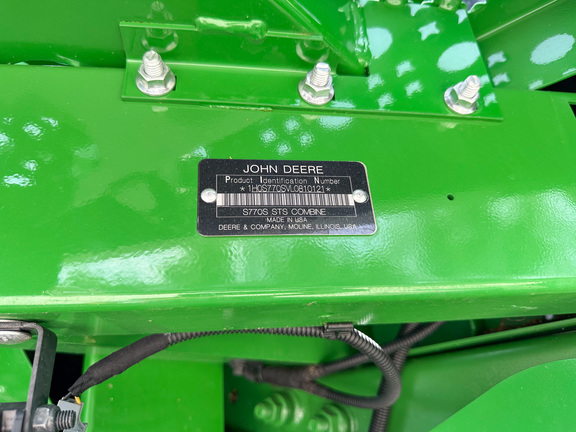 JOHN DEERE
Product Identification Number
*1H0S770SVL0810121*
S770S STS COMBINE
MADE IN USA
DEERE & COMPANY, MOLINE, ILLINOIS, USA